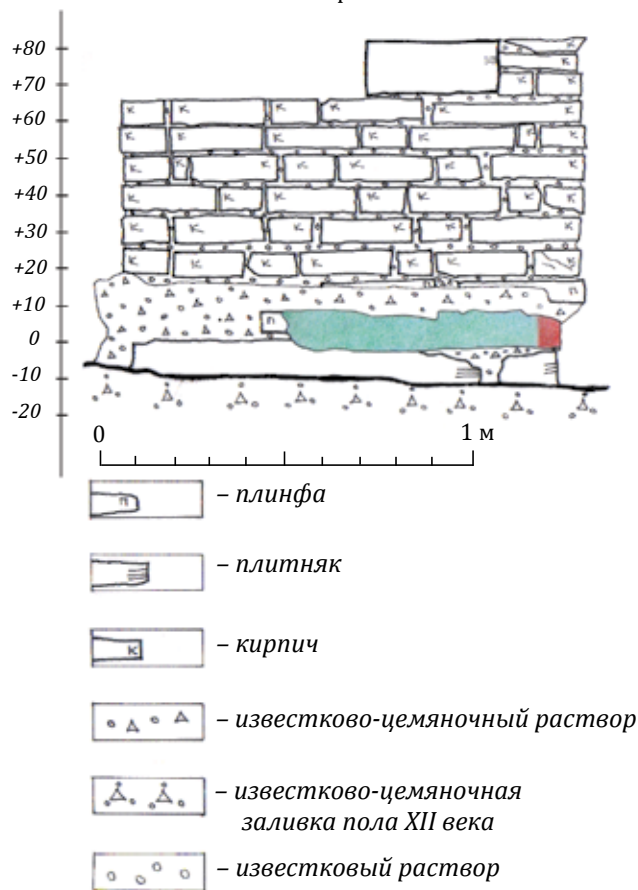 +80
+70
+60
+50
+40
+30
+20
+10
0
-10
-20
К К
К
К К
К К К К К
К К К К К К
К К К К К К
К К К К К К
К К К К К
К К К К К К
П
П
0 1 м
П – плинфа
– плитняк
К – кирпич
– известково-цемяночный раствор
– известково-цемяночная
заливка пола XII века
– известковый раствор